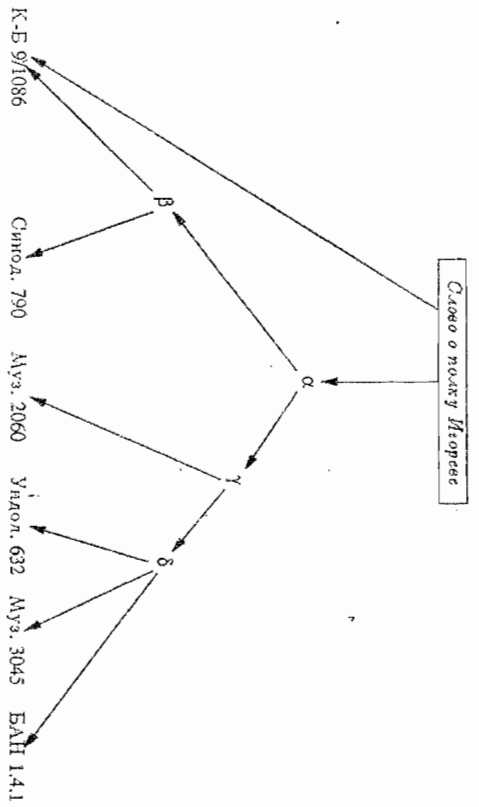 Слово о полку Игореве
α
β
γ
δ
К-Б 9/1086
Синод. 790
Муз. 2060
Ундол. 632
Муз. 3045
БАН 1.4.1